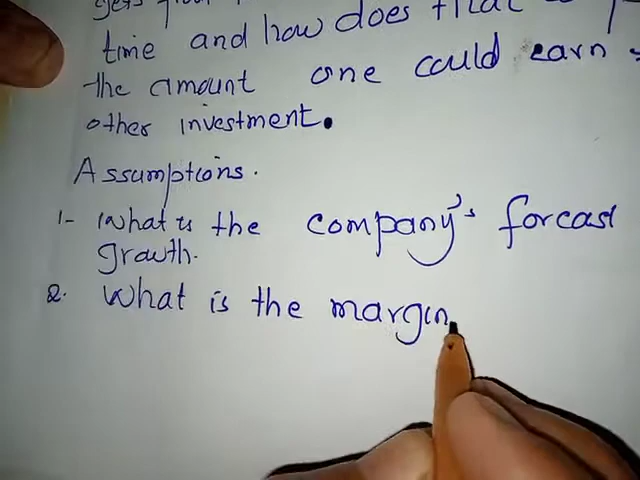 time and how does that
the amount one could earn
other investment.
Assumptions.
1- What is the company's forcast
growth.
2. What is the margin